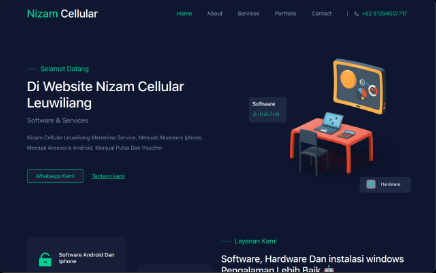 Nizam Cellular
Home About Services Portfolio Contact | +62 81294007717
Selamat Datang
Di Website Nizam Cellular
Leuwiliang
Software & Services
Nizam Cellular Leuwiliang Menerima Service, Menjual Aksesoris Iphone,
Menjual Aksesoris Android, Menjual Pulsa Dan Voucher
Whatsapp Kami Tentang kami
Software
Hardware
Software Android Dan
Iphone
Layanan Kami
Software, Hardware Dan instalasi windows
Pengalaman Lebih Baik